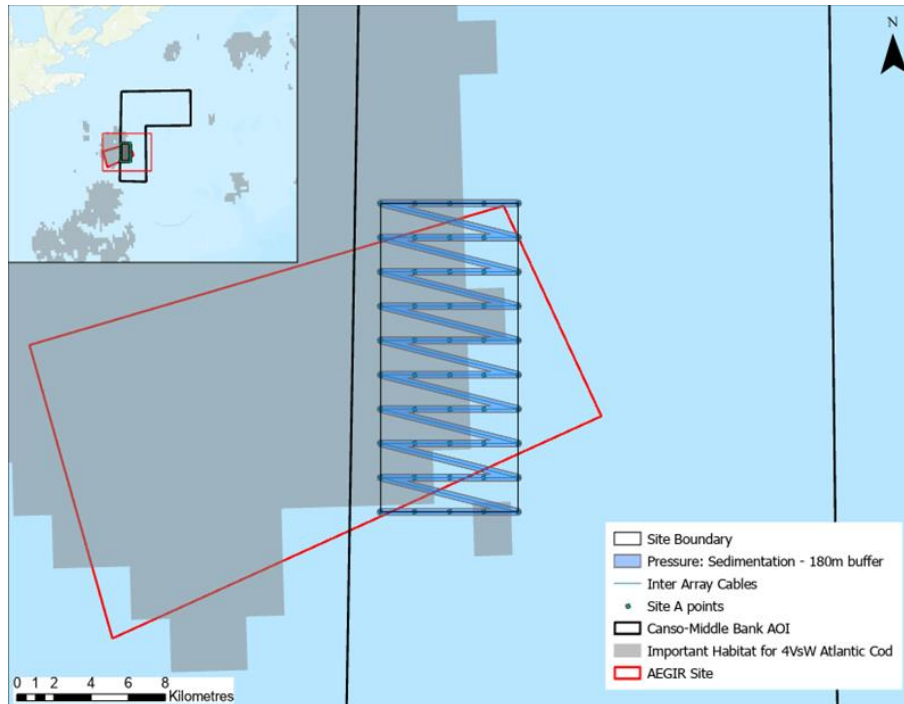 N
Site Boundary
Pressure: Sedimentation - 180m buffer
Inter Array Cables
Site A points
Canso-Middle Bank AOI
Important Habitat for 4VsW Atlantic Cod
AEGIR Site
0 1 2 4 6 8
Kilometres